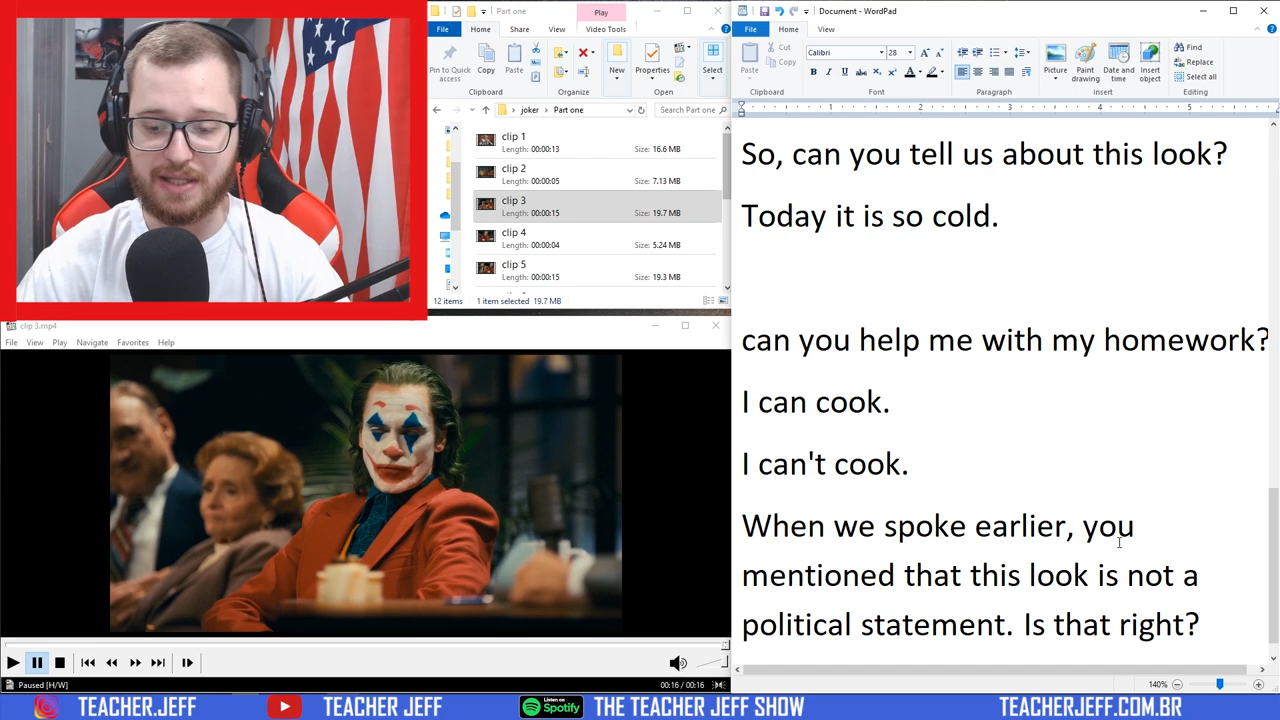 Part one
Play
File
Home
Share
View
Video Tools
Pin to Quick access
Copy
Paste
New
Properties
Open
Select
Clipboard
joker
Part one
Search Part one
clip 1
Length: 00:00:13
Size: 16.6 MB
clip 2
Length: 00:00:05
Size: 7.13 MB
clip 3
Length: 00:00:15
Size: 19.7 MB
clip 4
Length: 00:00:04
Size: 5.24 MB
clip 5
Length: 00:00:15
Size: 19.3 MB
12 items
1 item selected 19.7 MB
Document - WordPad
File
Home
View
Paste
Cut
Copy
Clipboard
Calibri
28
Font
Paragraph
Picture
Paint drawing
Date and time
Insert object
Insert
Find
Replace
Select all
Editing
1 2 3 4 5 6
So, can you tell us about this look?
Today it is so cold.
can you help me with my homework?
I can cook.
I can't cook.
When we spoke earlier, you
mentioned that this look is not a
political statement. Is that right?
140%
clip 3.mp4
File View Play Navigate Favorites Help
Paused [H/W]
00:16 / 00:16
TEACHER.JEFF
TEACHER JEFF
Listen on
Spotify
THE TEACHER JEFF SHOW
TEACHERJEFF.COM.BR